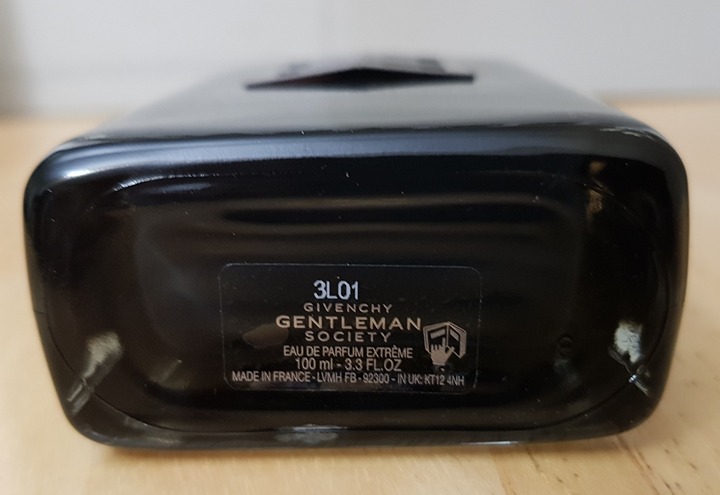 3L01
GIVENCHY
GENTLEMAN
SOCIETY
EAU DE PARFUM EXTRÊME
100 ml - 3.3 FL.OZ
MADE IN FRANCE - LVMH FB - 92300 - IN UK: KT12 4NH